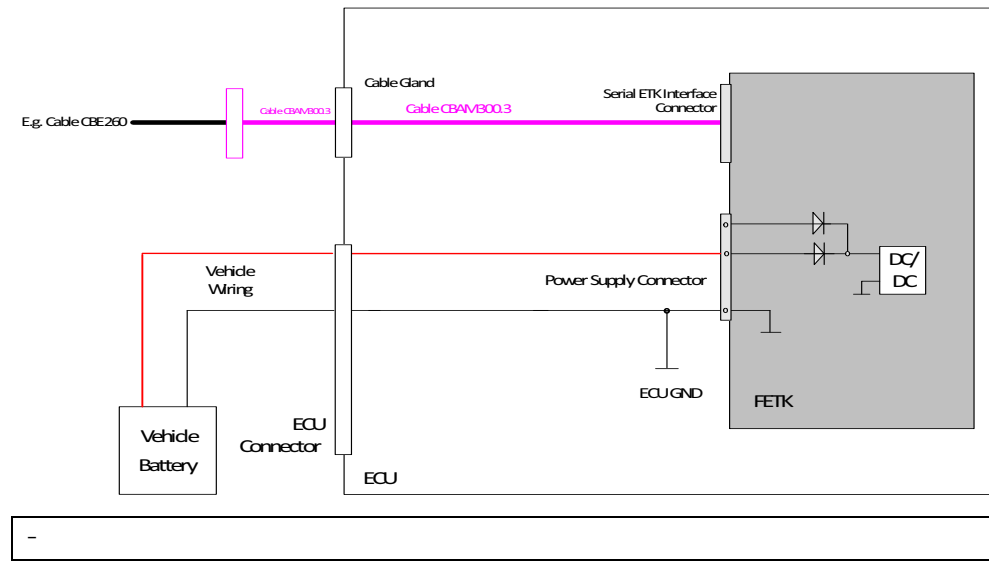 Cable Gland
Serial ETK Interface
Connector
E.g. Cable CBE260
Cable CBAM300.3
Cable CBAM300.3
Vehicle
Wiring
Power Supply Connector
DC/
DC
ECU GND
FETK
ECU
Connector
Vehicle
Battery
ECU
–